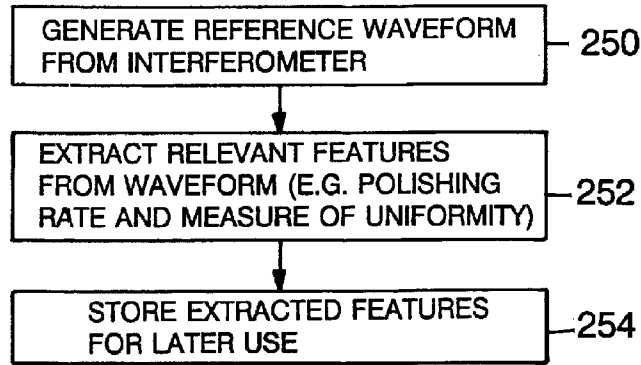 GENERATE REFERENCE WAVEFORM
FROM INTERFEROMETER
250
EXTRACT RELEVANT FEATURES
FROM WAVEFORM (E.G. POLISHING
RATE AND MEASURE OF UNIFORMITY)
252
STORE EXTRACTED FEATURES
FOR LATER USE
254